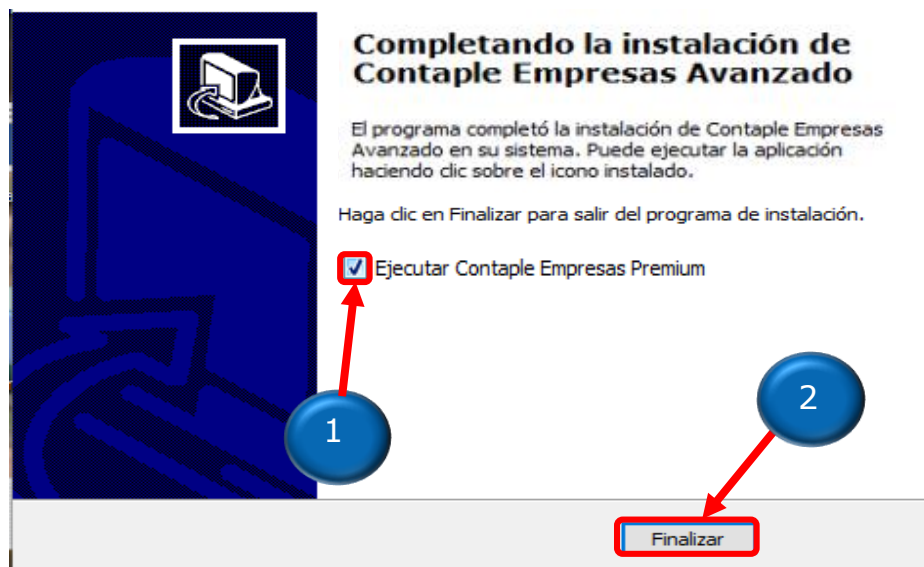 Completando la instalación de
Contaple Empresas Avanzado
El programa completó la instalación de Contaple Empresas
Avanzado en su sistema. Puede ejecutar la aplicación
haciendo clic sobre el icono instalado.
Haga clic en Finalizar para salir del programa de instalación.
Ejecutar Contaple Empresas Premium
1
2
Finalizar